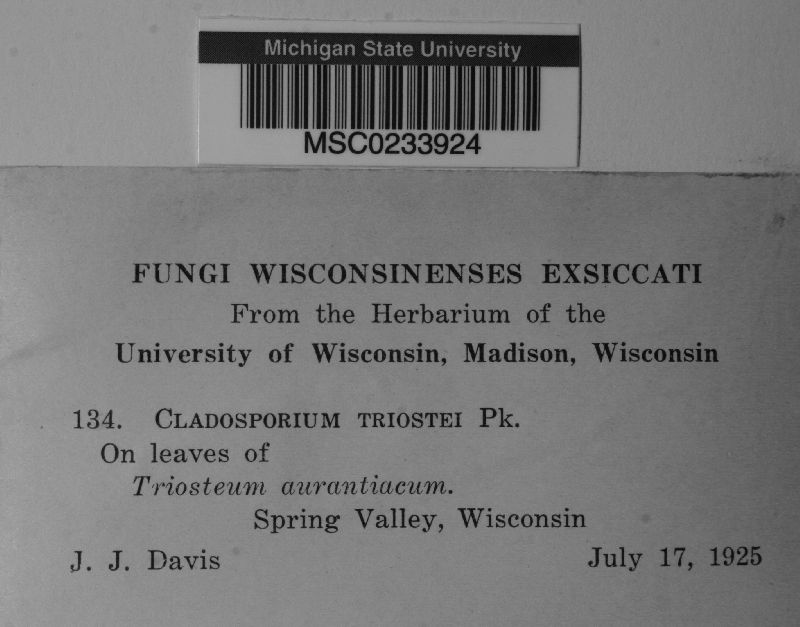 Michigan State University
MSC0233924
FUNGI WISCONSINENSES EXSICCATI
From the Herbarium of the
University of Wisconsin, Madison, Wisconsin
134. CLADOSPORIUM TRIOSTEI Pk.
On leaves of
Triosteum aurantiacum.
Spring Valley, Wisconsin
J. J. Davis July 17, 1925